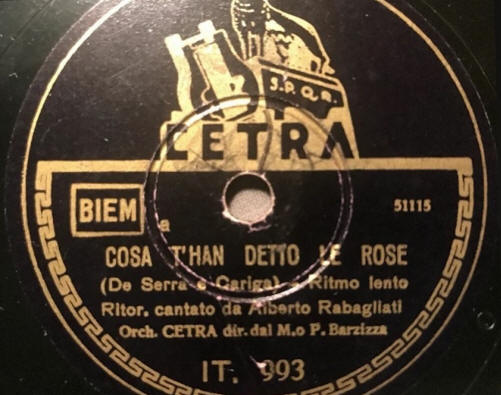 S.P.Q.R.
CETRA
BIEM
a
51115
COSA T'HAN DETTO LE ROSE
(De Serra e Cariga) - Ritmo lento
Ritor. cantato da Alberto Rabagliati
Orch. CETRA dir. dal M.o P. Barzizza
IT. 993